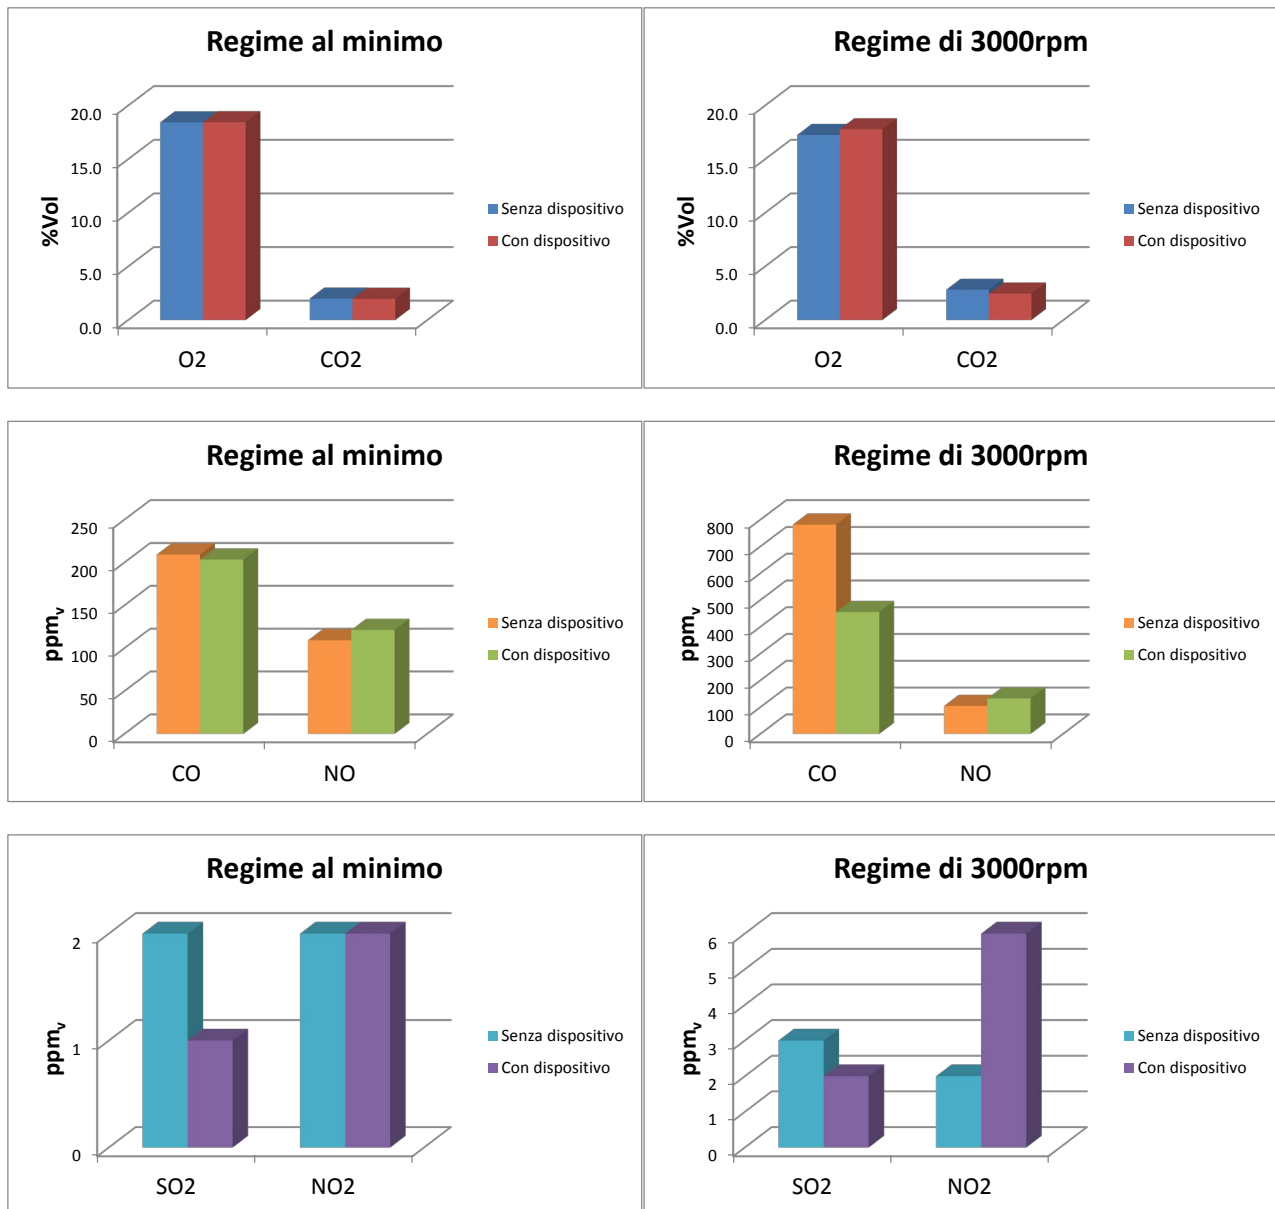 Regime al minimo
%Vol
20.0
15.0
10.0
5.0
0.0
O2 CO2
Senza dispositivo
Con dispositivo
Regime di 3000rpm
%Vol
20.0
15.0
10.0
5.0
0.0
O2 CO2
Senza dispositivo
Con dispositivo
Regime al minimo
ppmv
250
200
150
100
50
0
CO NO
Senza dispositivo
Con dispositivo
Regime di 3000rpm
ppmv
800
700
600
500
400
300
200
100
0
CO NO
Senza dispositivo
Con dispositivo
Regime al minimo
ppmv
2
1
0
SO2 NO2
Senza dispositivo
Con dispositivo
Regime di 3000rpm
ppmv
6
5
4
3
2
1
0
SO2 NO2
Senza dispositivo
Con dispositivo